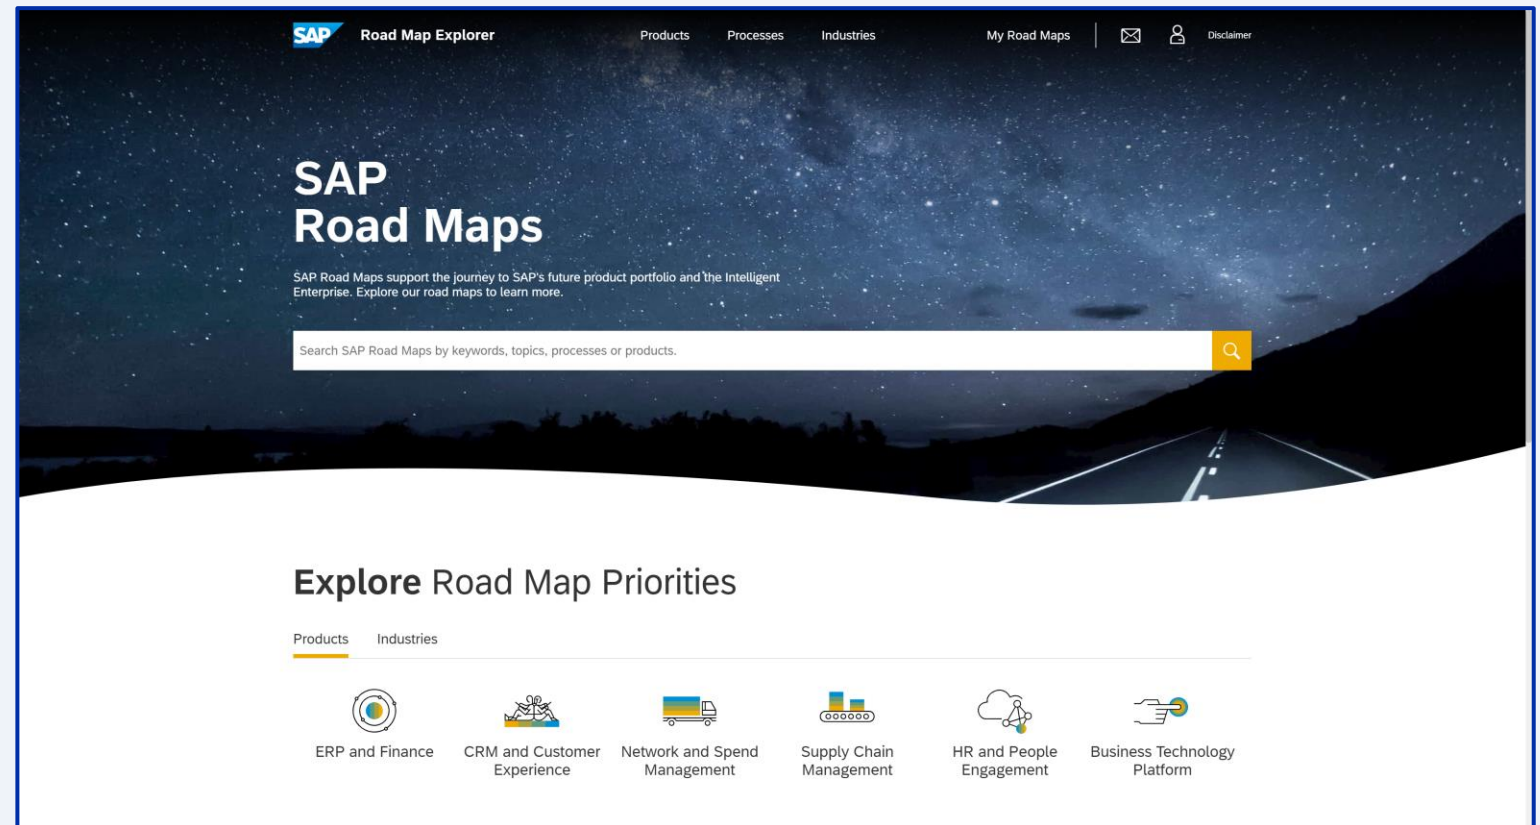 SAP Road Map Explorer Products Processes Industries My Road Maps Disclaimer
SAP
Road Maps
SAP Road Maps support the journey to SAP's future product portfolio and the Intelligent
Enterprise. Explore our road maps to learn more.
Search SAP Road Maps by keywords, topics, processes or products.
Explore Road Map Priorities
Products Industries
ERP and Finance
CRM and Customer
Experience
Network and Spend
Management
Supply Chain
Management
HR and People
Engagement
Business Technology
Platform